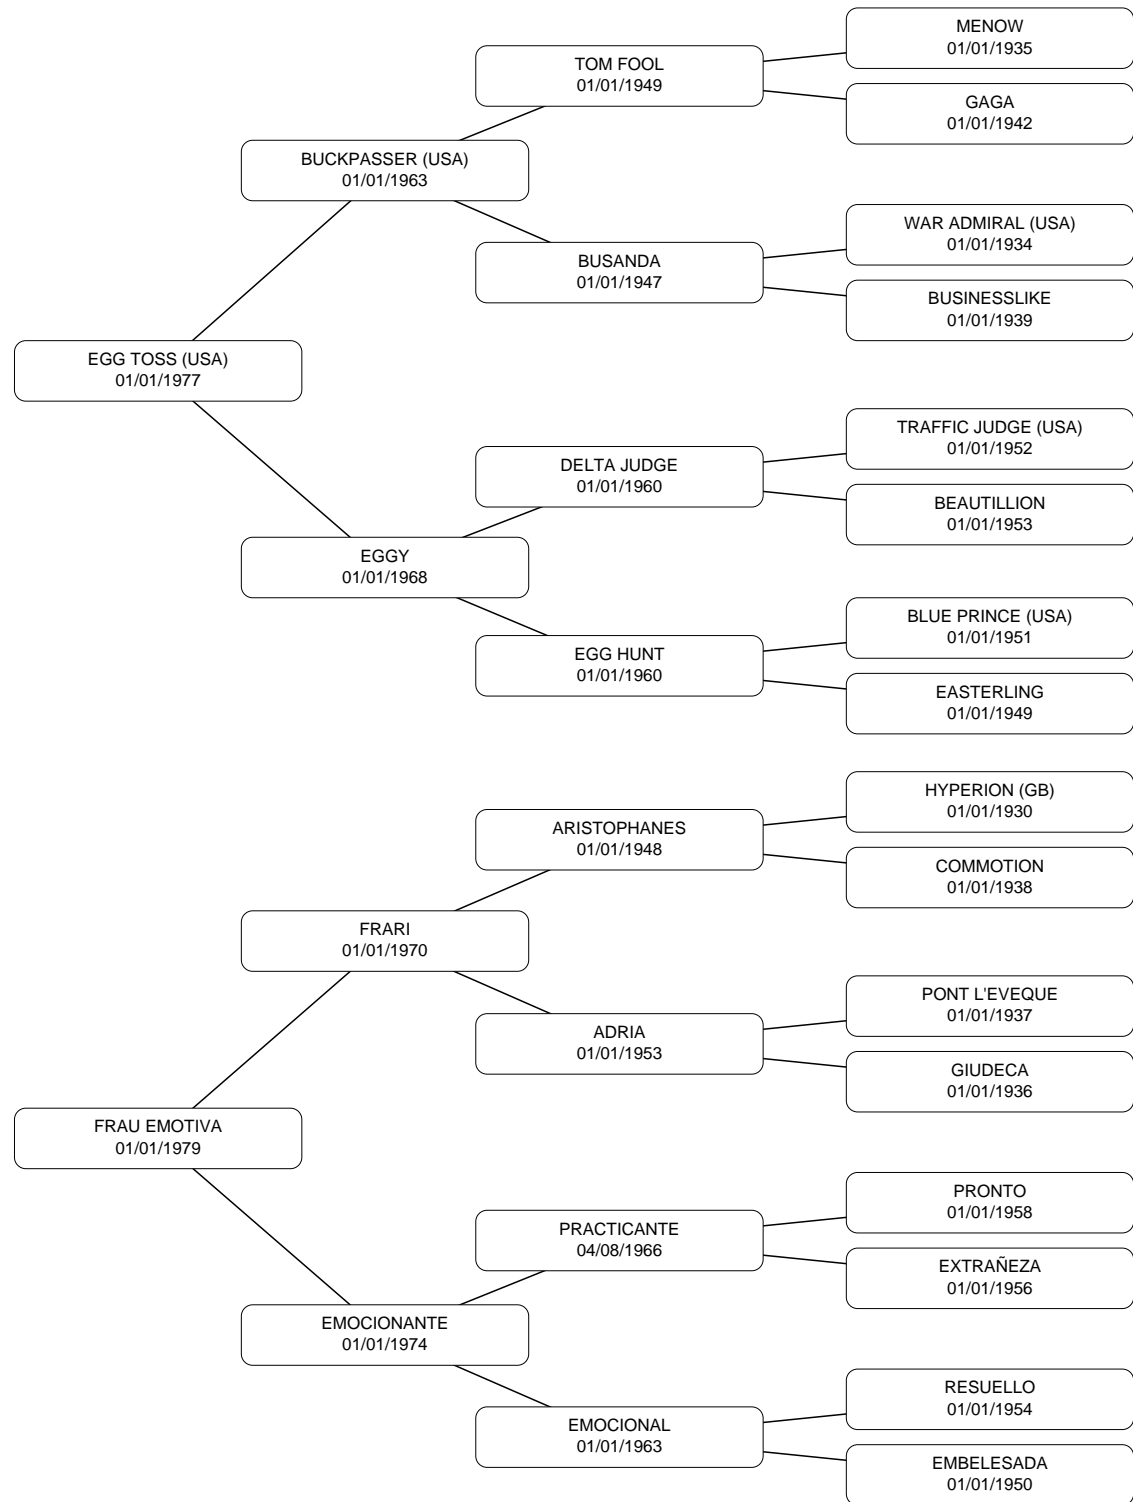 MENOW
01/01/1935
TOM FOOL
01/01/1949
GAGA
01/01/1942
BUCKPASSER (USA)
01/01/1963
WAR ADMIRAL (USA)
01/01/1934
BUSANDA
01/01/1947
BUSINESSLIKE
01/01/1939
EGG TOSS (USA)
01/01/1977
TRAFFIC JUDGE (USA)
01/01/1952
DELTA JUDGE
01/01/1960
BEAUTILLION
01/01/1953
EGGY
01/01/1968
BLUE PRINCE (USA)
01/01/1951
EGG HUNT
01/01/1960
EASTERLING
01/01/1949
HYPERION (GB)
01/01/1930
ARISTOPHANES
01/01/1948
COMMOTION
01/01/1938
FRARI
01/01/1970
PONT L'EVEQUE
01/01/1937
ADRIA
01/01/1953
GIUDECA
01/01/1936
FRAU EMOTIVA
01/01/1979
PRONTO
01/01/1958
PRACTICANTE
04/08/1966
EXTRAÑEZA
01/01/1956
EMOCIONANTE
01/01/1974
RESUELLO
01/01/1954
EMOCIONAL
01/01/1963
EMBELESADA
01/01/1950